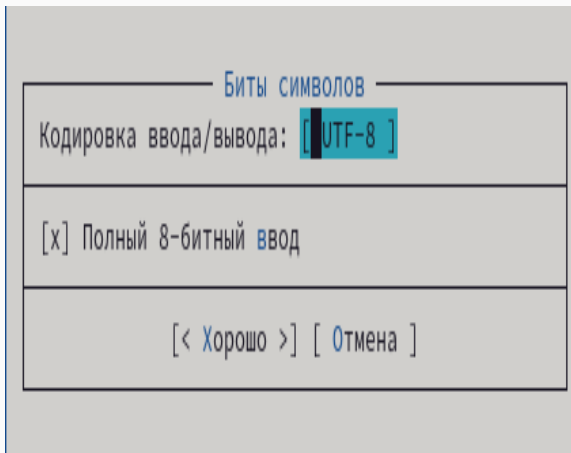 Биты символов
Кодировка ввода/вывода: [ UTF-8 ]
[x] Полный 8-битный ввод
[< Хорошо >] [ Отмена ]